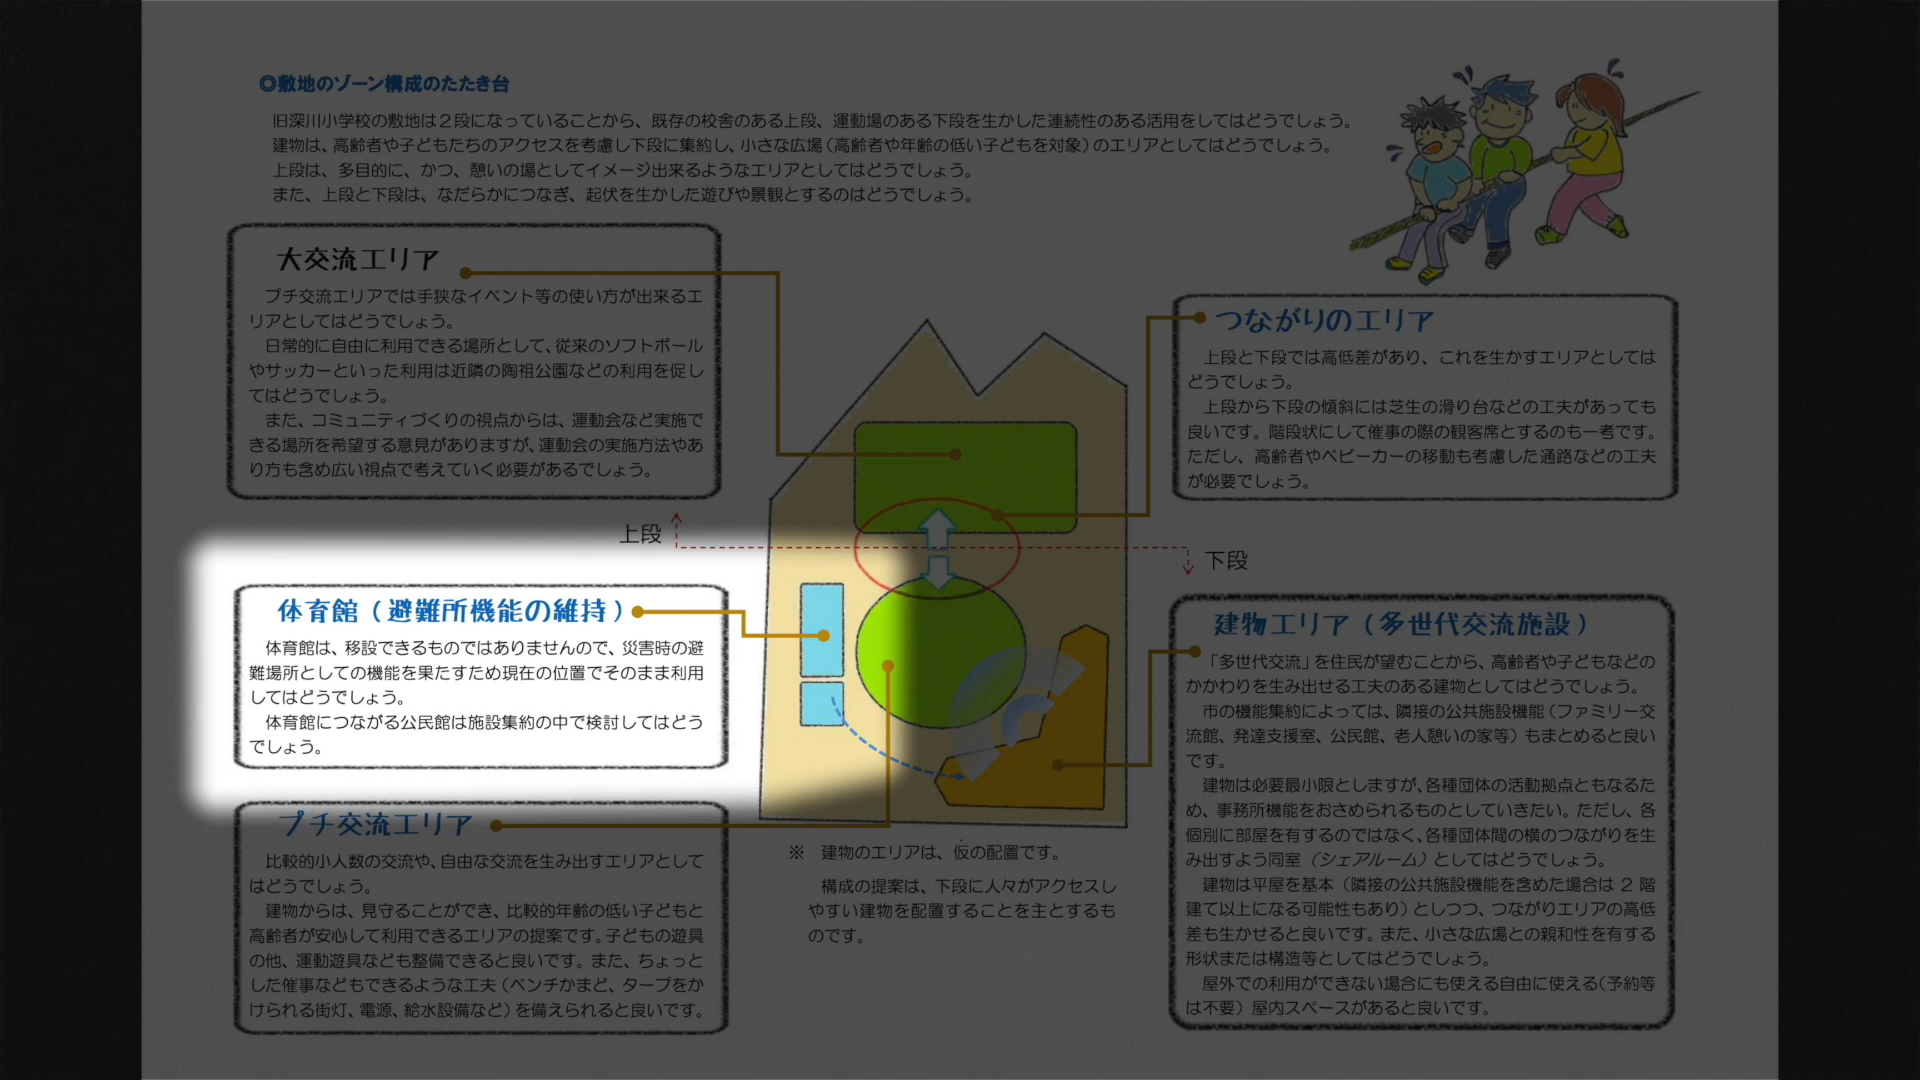 ◎敷地のゾーン構成のたたき台
旧深川小学校の敷地は２段になっていることから、既存の校舎のある上段、運動場のある下段を生かした連続性のある活用をしてはどうでしょう。
建物は、高齢者や子どもたちのアクセスを考慮し下段に集約し、小さな広場（高齢者や年齢の低い子どもを対象）のエリアとしてはどうでしょう。
上段は、多目的に、かつ、憩いの場としてイメージ出来るようなエリアとしてはどうでしょう。
また、上段と下段は、なだらかにつなぎ、起伏を生かした遊びや景観とするのはどうでしょう。
大交流エリア
プチ交流エリアでは手狭なイベント等の使い方が出来るエ
リアとしてはどうでしょう。
日常的に自由に利用できる場所として、従来のソフトボール
やサッカーといった利用は近隣の陶祖公園などの利用を促し
てはどうでしょう。
また、コミュニティづくりの視点からは、運動会など実施で
きる場所を希望する意見がありますが、運動会の実施方法やあ
り方も含め広い視点で考えていく必要があるでしょう。
つながりのエリア
上段と下段では高低差があり、これを生かすエリアとしては
どうでしょう。
上段から下段の傾斜には芝生の滑り台などの工夫があっても
良いです。階段状にして催事の際の観客席とするのも一考です。
ただし、高齢者やベビーカーの移動も考慮した通路などの工夫
が必要でしょう。
上段
下段
体育館（避難所機能の維持）
体育館は、移設できるものではありませんので、災害時の避
難場所としての機能を果たすため現在の位置でそのまま利用
してはどうでしょう。
体育館につながる公民館は施設集約の中で検討してはどう
でしょう。
プチ交流エリア
比較的小人数の交流や、自由な交流を生み出すエリアとして
はどうでしょう。
建物からは、見守ることができ、比較的年齢の低い子どもと
高齢者が安心して利用できるエリアの提案です。子どもの遊具
の他、運動遊具なども整備できると良いです。また、ちょっと
した催事などもできるような工夫（ベンチかまど、タープをか
けられる街灯、電源、給水設備など）を備えられると良いです。
※　建物のエリアは、仮の配置です。
構成の提案は、下段に人々がアクセスし
やすい建物を配置することを主とするも
のです。
建物エリア（多世代交流施設）
「多世代交流」を住民が望むことから、高齢者や子どもなどの
かかわりを生み出せる工夫のある建物としてはどうでしょう。
市の機能集約によっては、隣接の公共施設機能（ファミリー交
流館、発達支援室、公民館、老人憩いの家等）もまとめると良い
です。
建物は必要最小限としますが、各種団体の活動拠点ともなるた
め、事務所機能をおさめられるものとしていきたい。ただし、各
個別に部屋を有するのではなく、各種団体間の横のつながりを生
み出すよう同室（シェアルーム）としてはどうでしょう。
建物は平屋を基本（隣接の公共施設機能を含めた場合は 2 階
建て以上になる可能性もあり）としつつ、つながりエリアの高低
差も生かせると良いです。また、小さな広場との親和性を有する
形状または構造等としてはどうでしょう。
屋外での利用ができない場合にも使える自由に使える（予約等
は不要）屋内スペースがあると良いです。